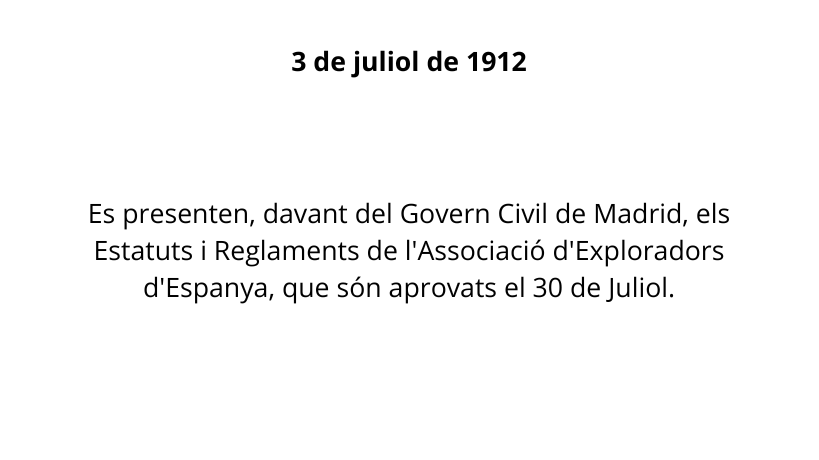 3 de juliol de 1912
Es presenten, davant del Govern Civil de Madrid, els
Estatuts i Reglaments de l'Associació d'Exploradors
d'Espanya, que són aprovats el 30 de Juliol.